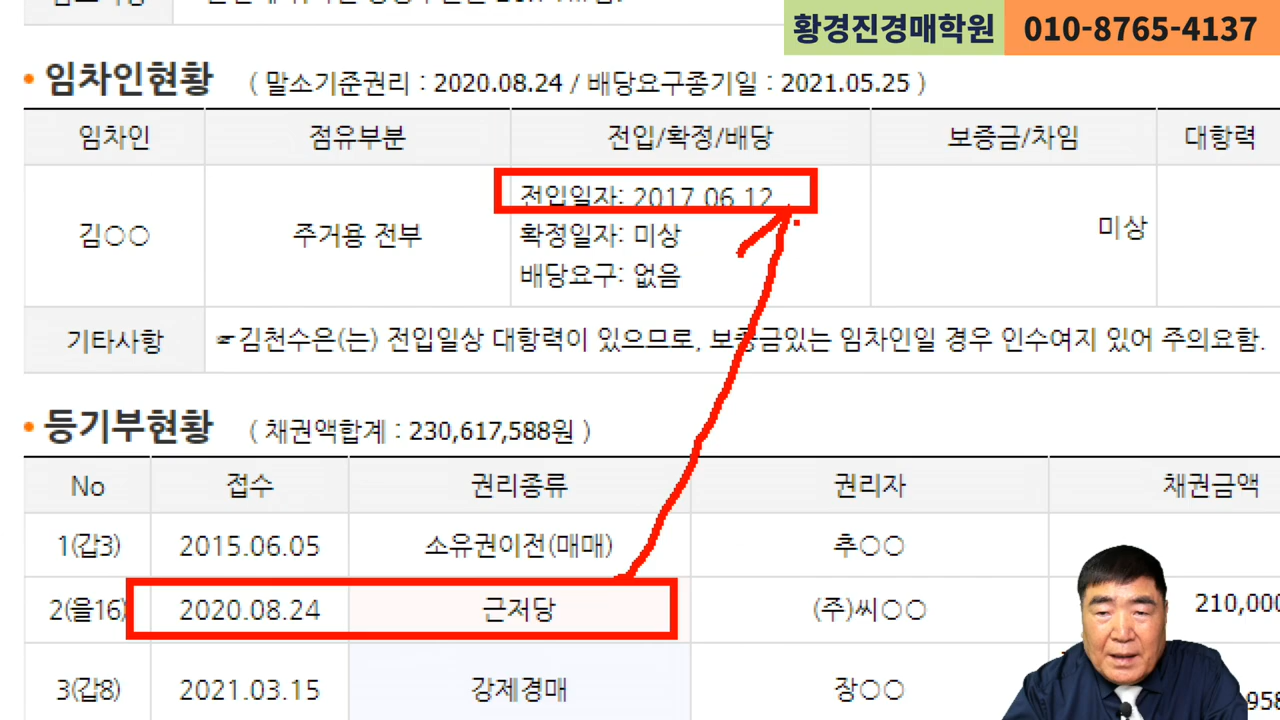 황경진경매학원 010-8765-4137
• 임차인현황 ( 말소기준권리 : 2020.08.24 / 배당요구종기일 : 2021.05.25 )
임차인 점유부분 전입/확정/배당 보증금/차임 대항력
김○○ 주거용 전부 전입일자: 2017.06.12 미상
확정일자: 미상
배당요구: 없음
기타사항 ☞김천수은(는) 전입일상 대항력이 있으므로, 보증금있는 임차인일 경우 인수여지 있어 주의요함.
• 등기부현황 ( 채권액합계 : 230,617,588원 )
No 접수 권리종류 권리자 채권금액
1(갑3) 2015.06.05 소유권이전(매매) 추○○
2(을16) 2020.08.24 근저당 (주)씨○○ 210,000
3(갑8) 2021.03.15 강제경매 장○○